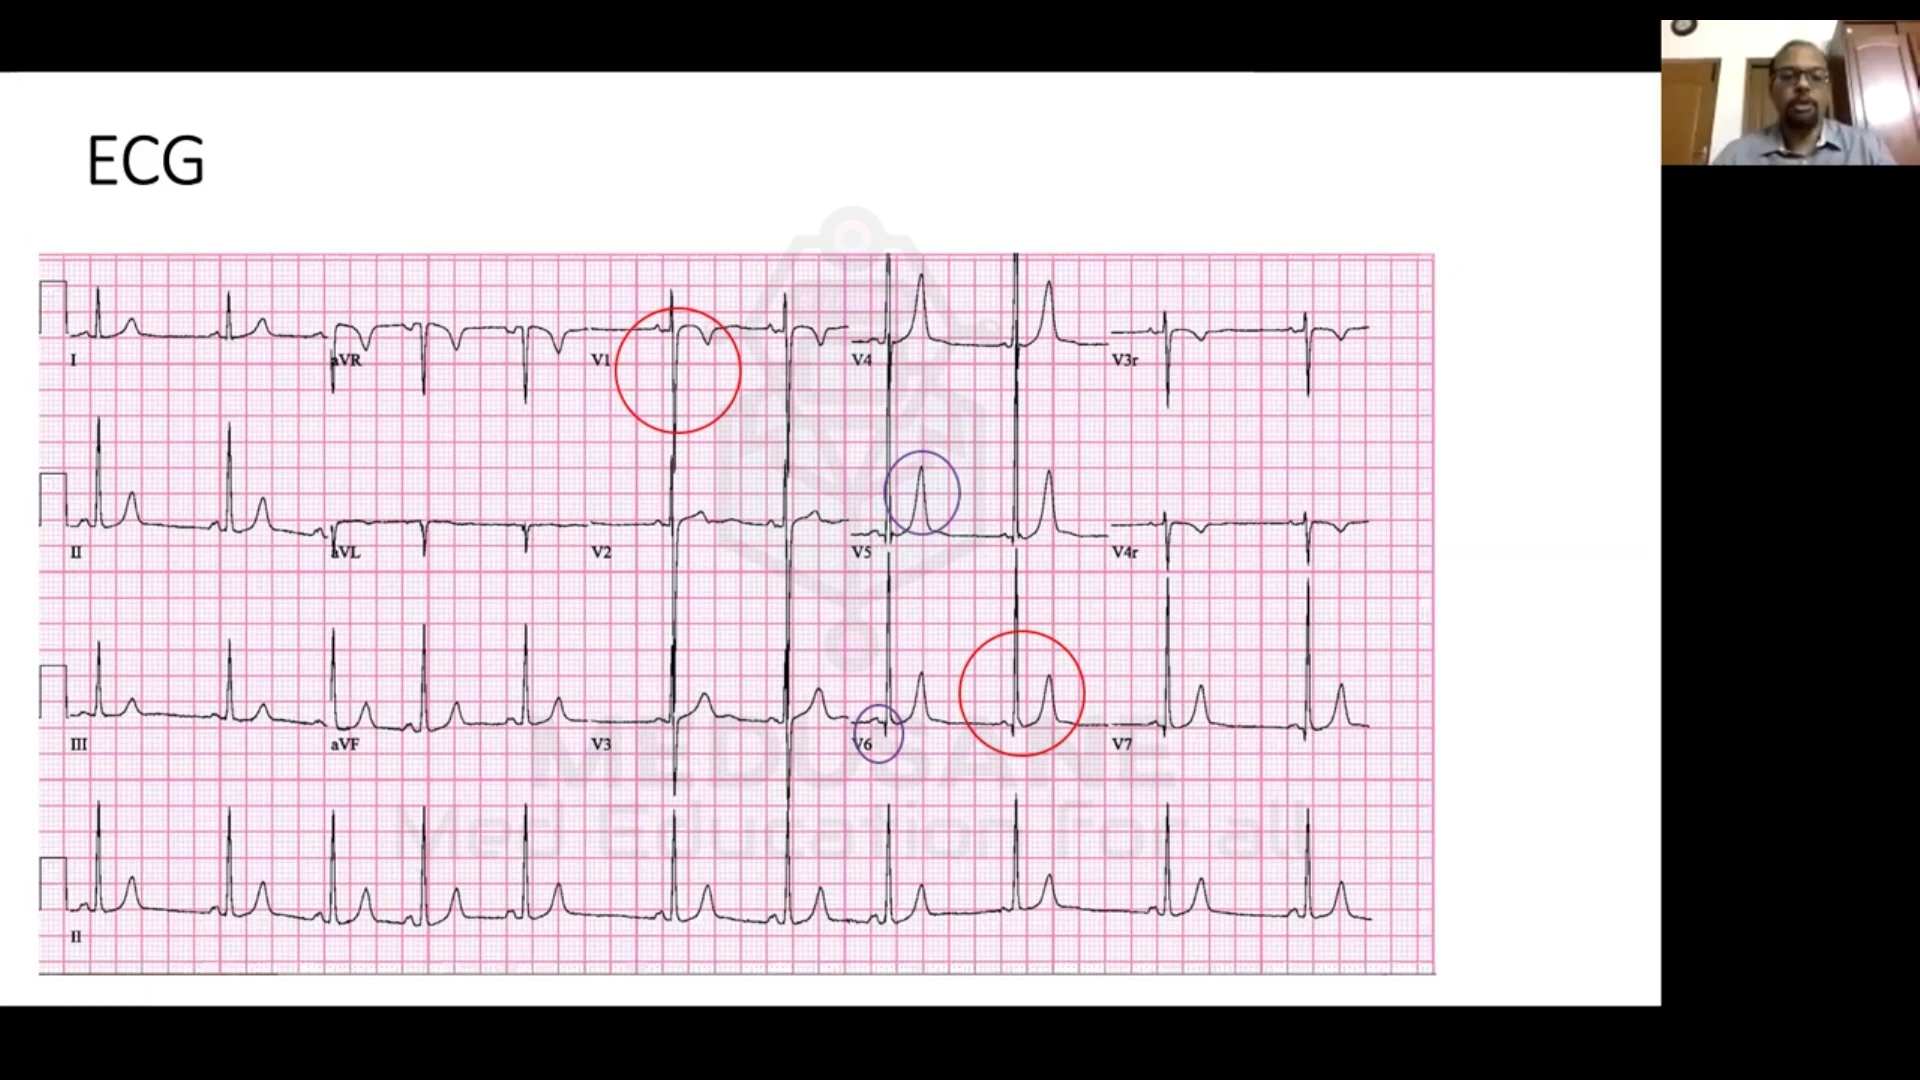 ECG
I aVR V1 V4 V3r
II aVL V2 V5 V4r
III aVF V3 V6 V7
MEDUSANE
Med Education for all
II